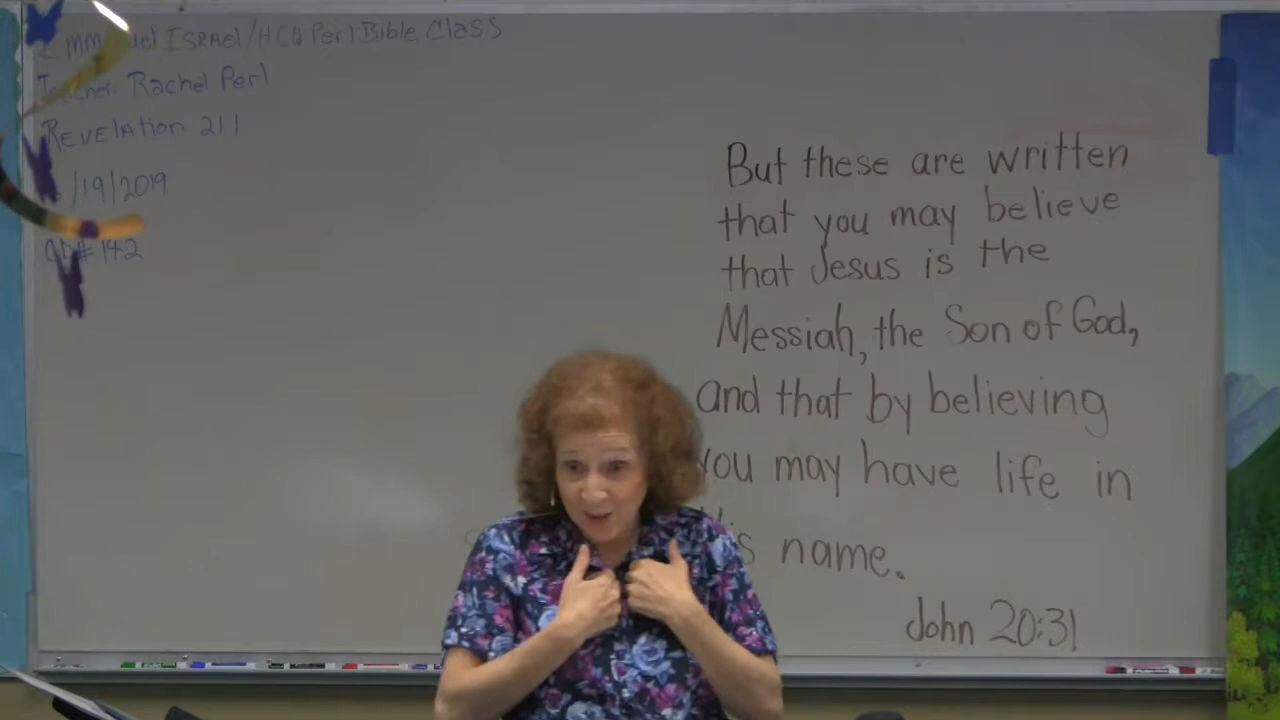 ISRAEL/HCQ Perl Bible Class
Rachel Perl
REVElation 211
/19/2019
# 142
But these are written
that you may believe
that Jesus is the
Messiah, the Son of God,
and that by believing
you may have life in
name.
John 20:31